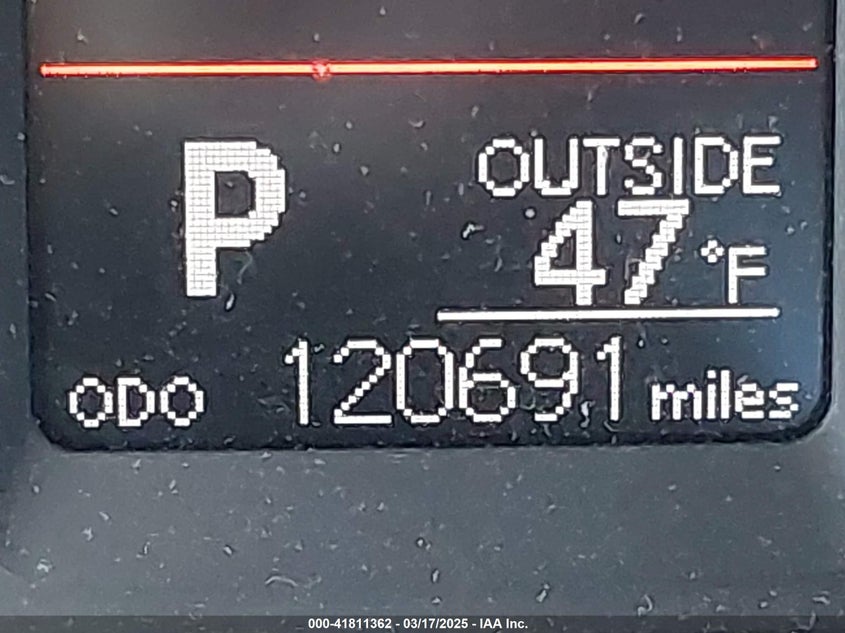 P
OUTSIDE
47 °F
ODO 120691 miles
000-41811362 - 03/17/2025 - IAA Inc.